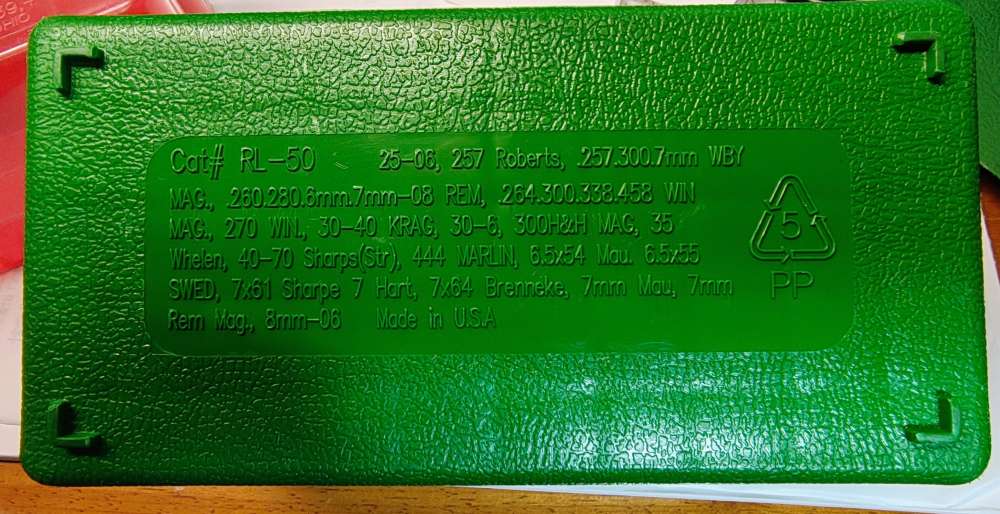 Cat# RL-50 25-06, 257 Roberts, .257.300.7mm WBY
MAG., .260.280.6mm.7mm-08 REM, .264.300.338.458 WIN
MAG., 270 WIN., 30-40 KRAG, 30-6, 300H&H MAG, 35
Whelen, 40-70 Sharps(Str), 444 MARLIN, 6.5x54 Mau. 6.5x55
SWED, 7x61 Sharpe 7 Hart, 7x64 Brenneke, 7mm Mau, 7mm
Rem Mag., 8mm-06 Made in U.S.A
5
PP
OHIO